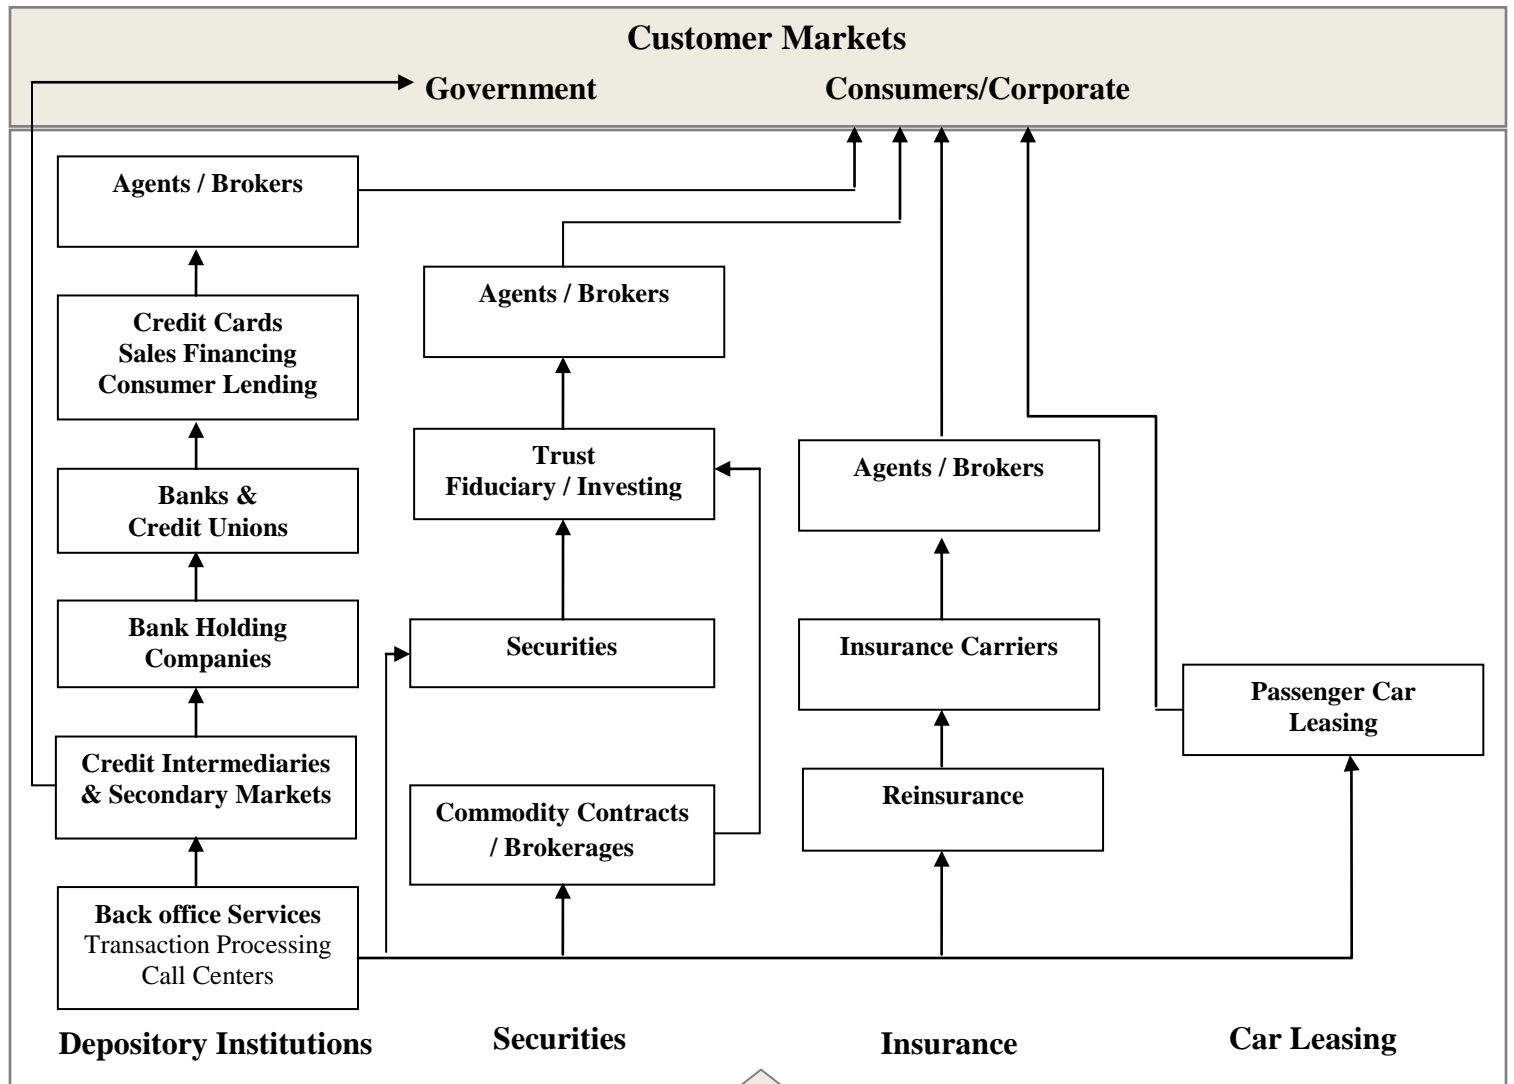 Customer Markets
Government
Consumers/Corporate
Agents / Brokers
Credit Cards
Sales Financing
Consumer Lending
Banks &
Credit Unions
Bank Holding
Companies
Credit Intermediaries
& Secondary Markets
Back office Services
Transaction Processing
Call Centers
Depository Institutions
Agents / Brokers
Trust
Fiduciary / Investing
Securities
Commodity Contracts
/ Brokerages
Securities
Agents / Brokers
Insurance Carriers
Reinsurance
Insurance
Passenger Car
Leasing
Car Leasing